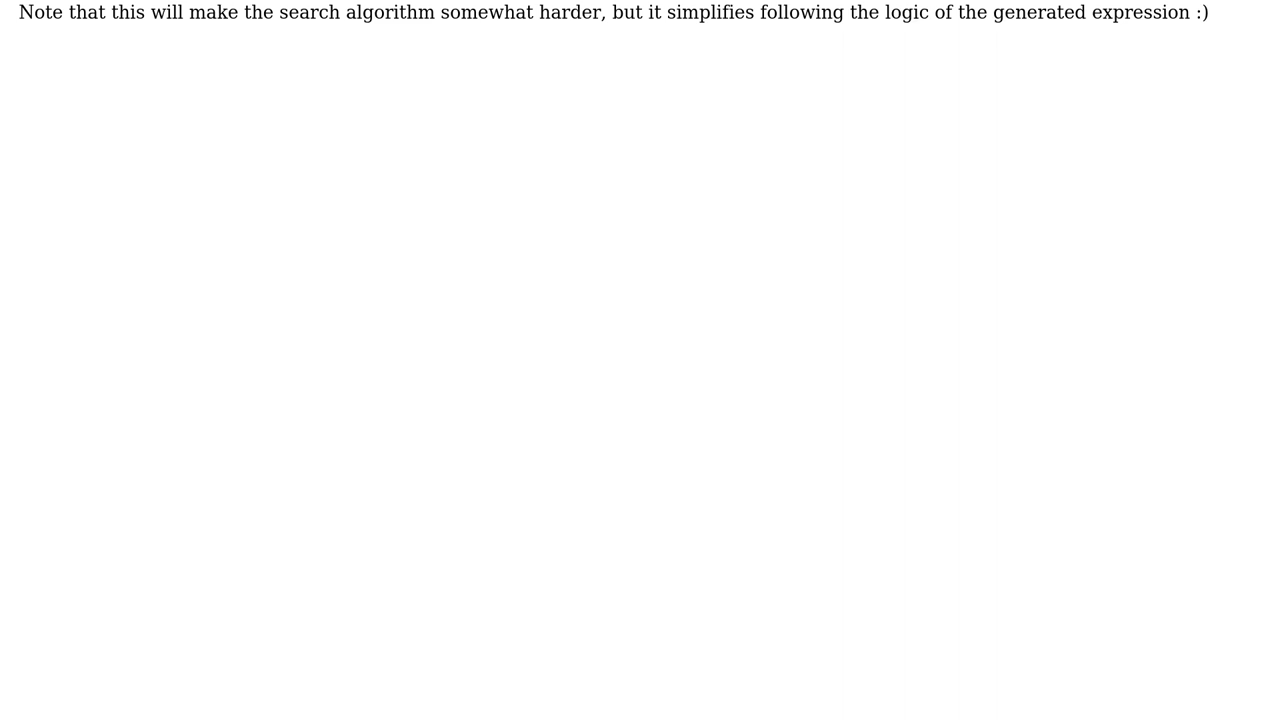 Note that this will make the search algorithm somewhat harder, but it simplifies following the logic of the generated expression :)